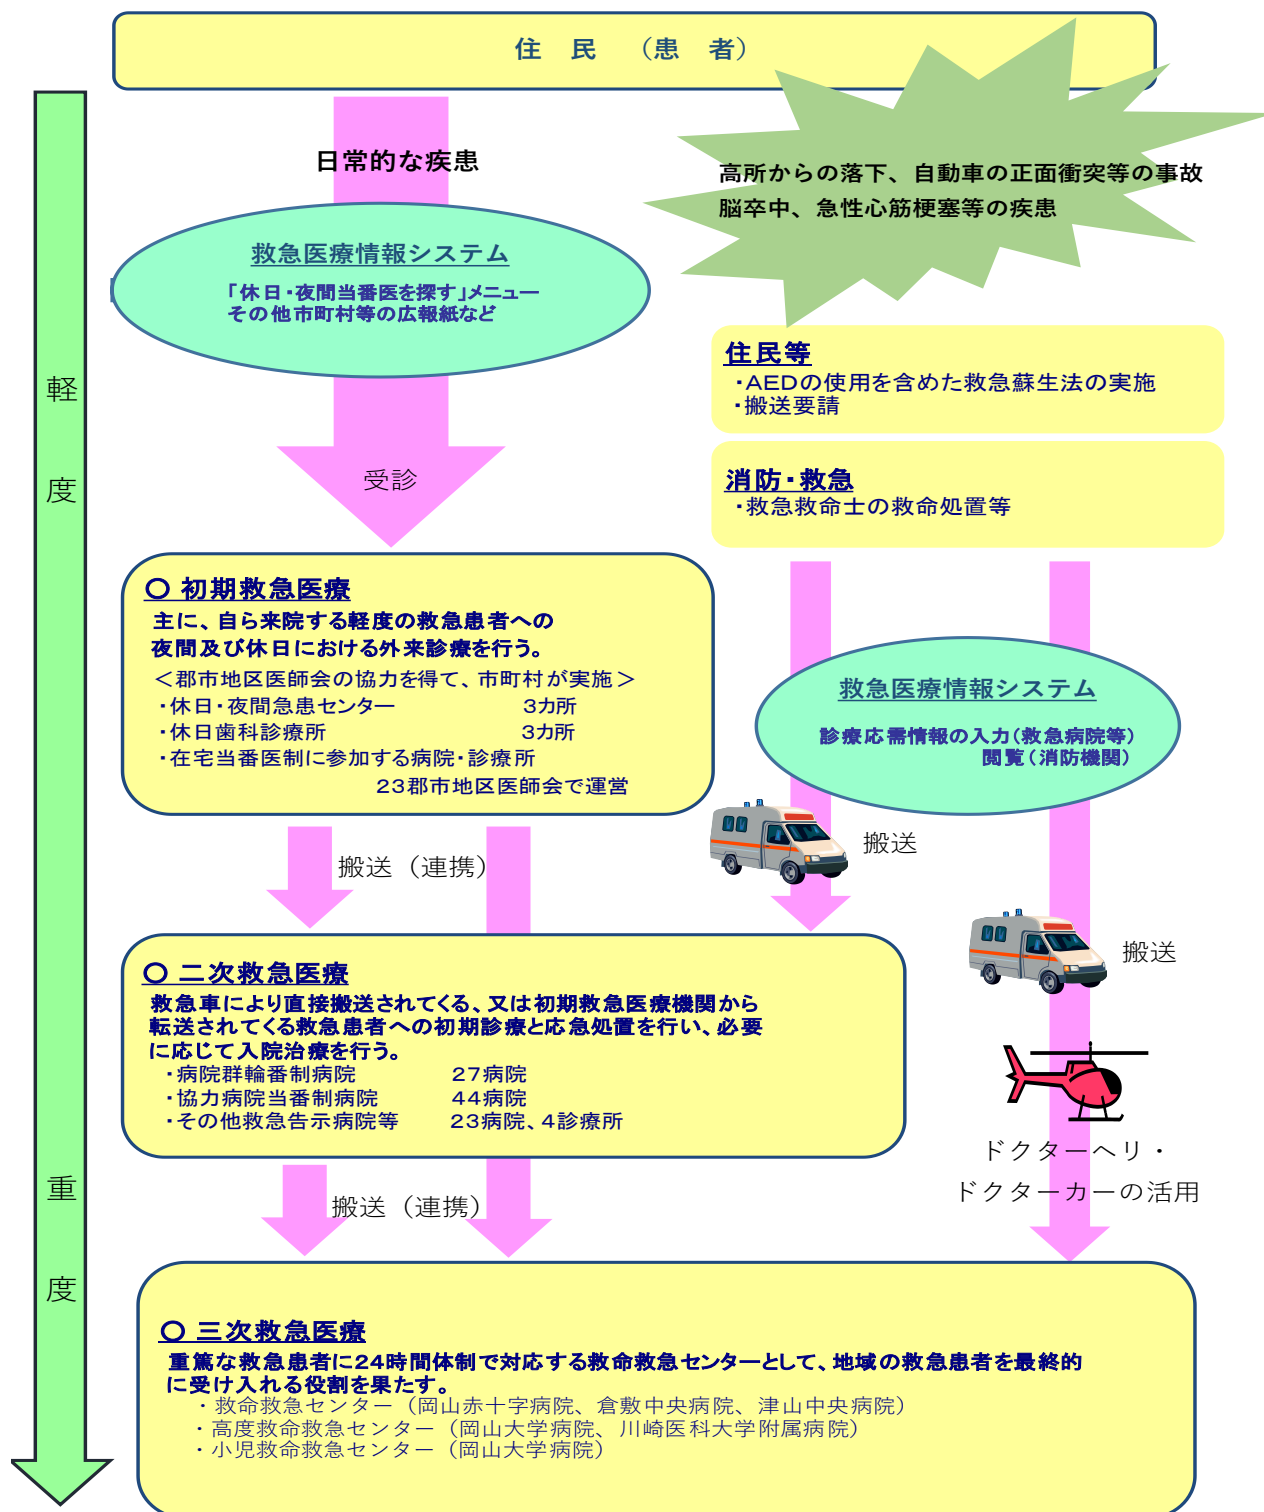 住　民　（患　者）
日常的な疾患
高所からの落下、自動車の正面衝突等の事故
脳卒中、急性心筋梗塞等の疾患
救急医療情報システム
「休日・夜間当番医を探す」メニュー
その他市町村等の広報紙など
住民等
・AEDの使用を含めた救急蘇生法の実施
・搬送要請
受診
消防・救急
・救急救命士の救命処置等
軽度
○ 初期救急医療
主に、自ら来院する軽度の救急患者への
夜間及び休日における外来診療を行う。
＜郡市地区医師会の協力を得て、市町村が実施＞
・休日・夜間急患センター　3カ所
・休日歯科診療所　3カ所
・在宅当番医制に参加する病院・診療所
23郡市地区医師会で運営
救急医療情報システム
診療応需情報の入力（救急病院等）
閲覧（消防機関）
搬送（連携）
搬送
搬送
○ 二次救急医療
救急車により直接搬送されてくる、又は初期救急医療機関から
転送されてくる救急患者への初期診療と応急処置を行い、必要
に応じて入院治療を行う。
・病院群輪番制病院　27病院
・協力病院当番制病院　44病院
・その他救急告示病院等　23病院、4診療所
ドクターヘリ・
ドクターカーの活用
搬送（連携）
重度
○ 三次救急医療
重篤な救急患者に24時間体制で対応する救命救急センターとして、地域の救急患者を最終的
に受け入れる役割を果たす。
・救命救急センター（岡山赤十字病院、倉敷中央病院、津山中央病院）
・高度救命救急センター（岡山大学病院、川崎医科大学附属病院）
・小児救命救急センター（岡山大学病院）